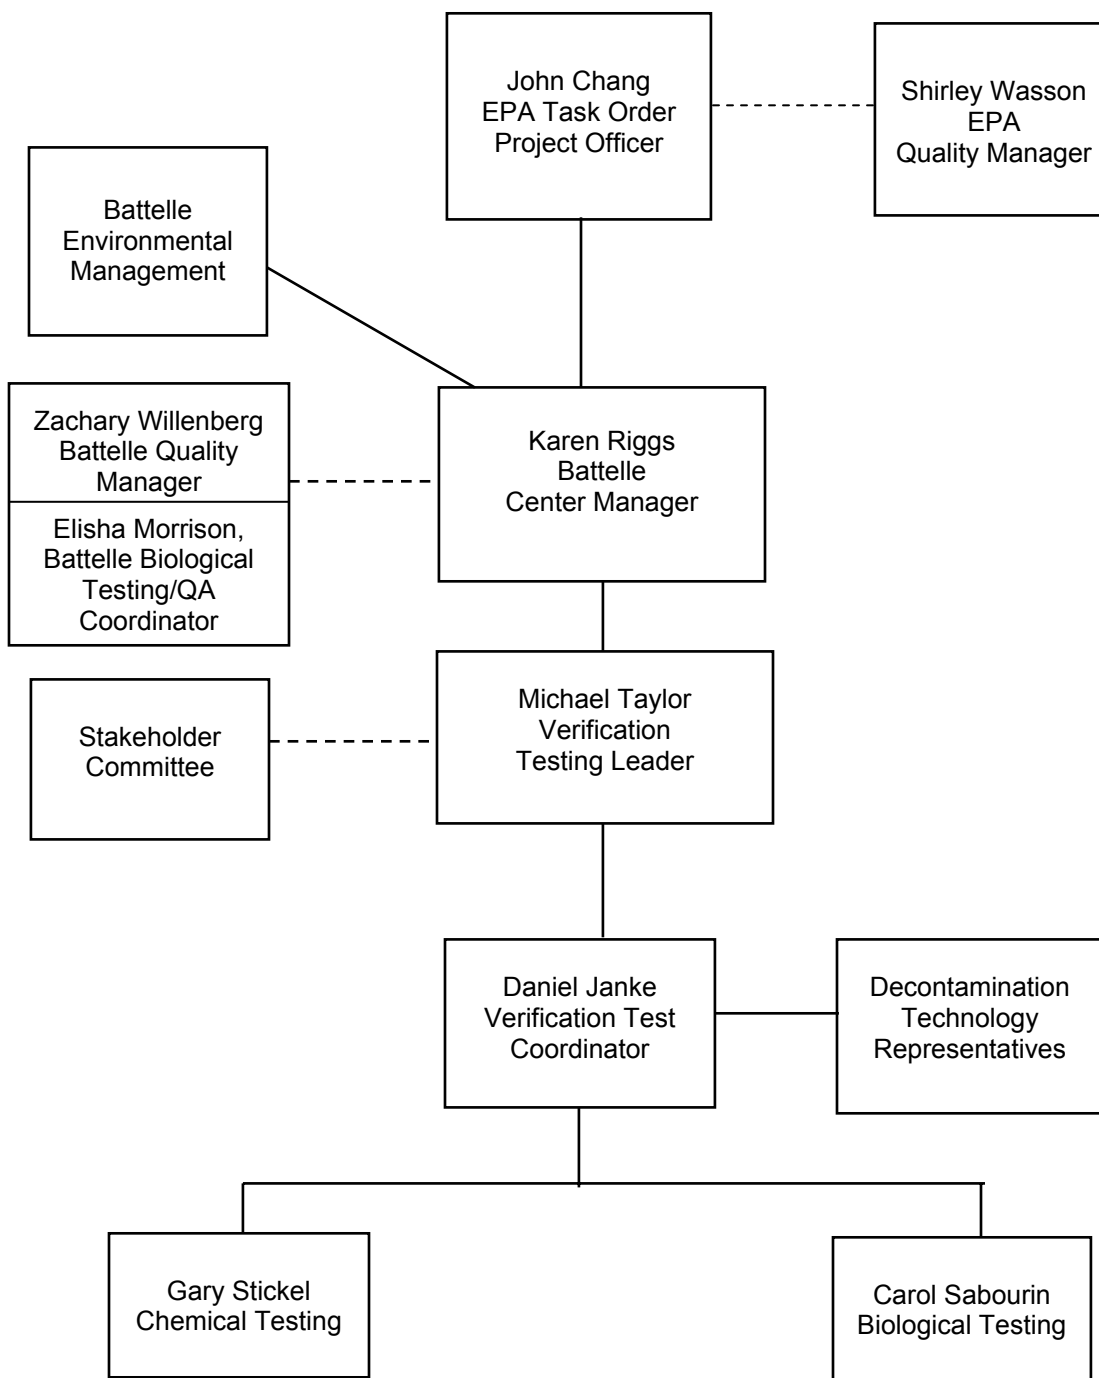 John Chang
EPA Task Order
Project Officer
Shirley Wasson
EPA
Quality Manager
Battelle
Environmental
Management
Zachary Willenberg
Battelle Quality
Manager
Elisha Morrison,
Battelle Biological
Testing/QA
Coordinator
Karen Riggs
Battelle
Center Manager
Stakeholder
Committee
Michael Taylor
Verification
Testing Leader
Daniel Janke
Verification Test
Coordinator
Decontamination
Technology
Representatives
Gary Stickel
Chemical Testing
Carol Sabourin
Biological Testing